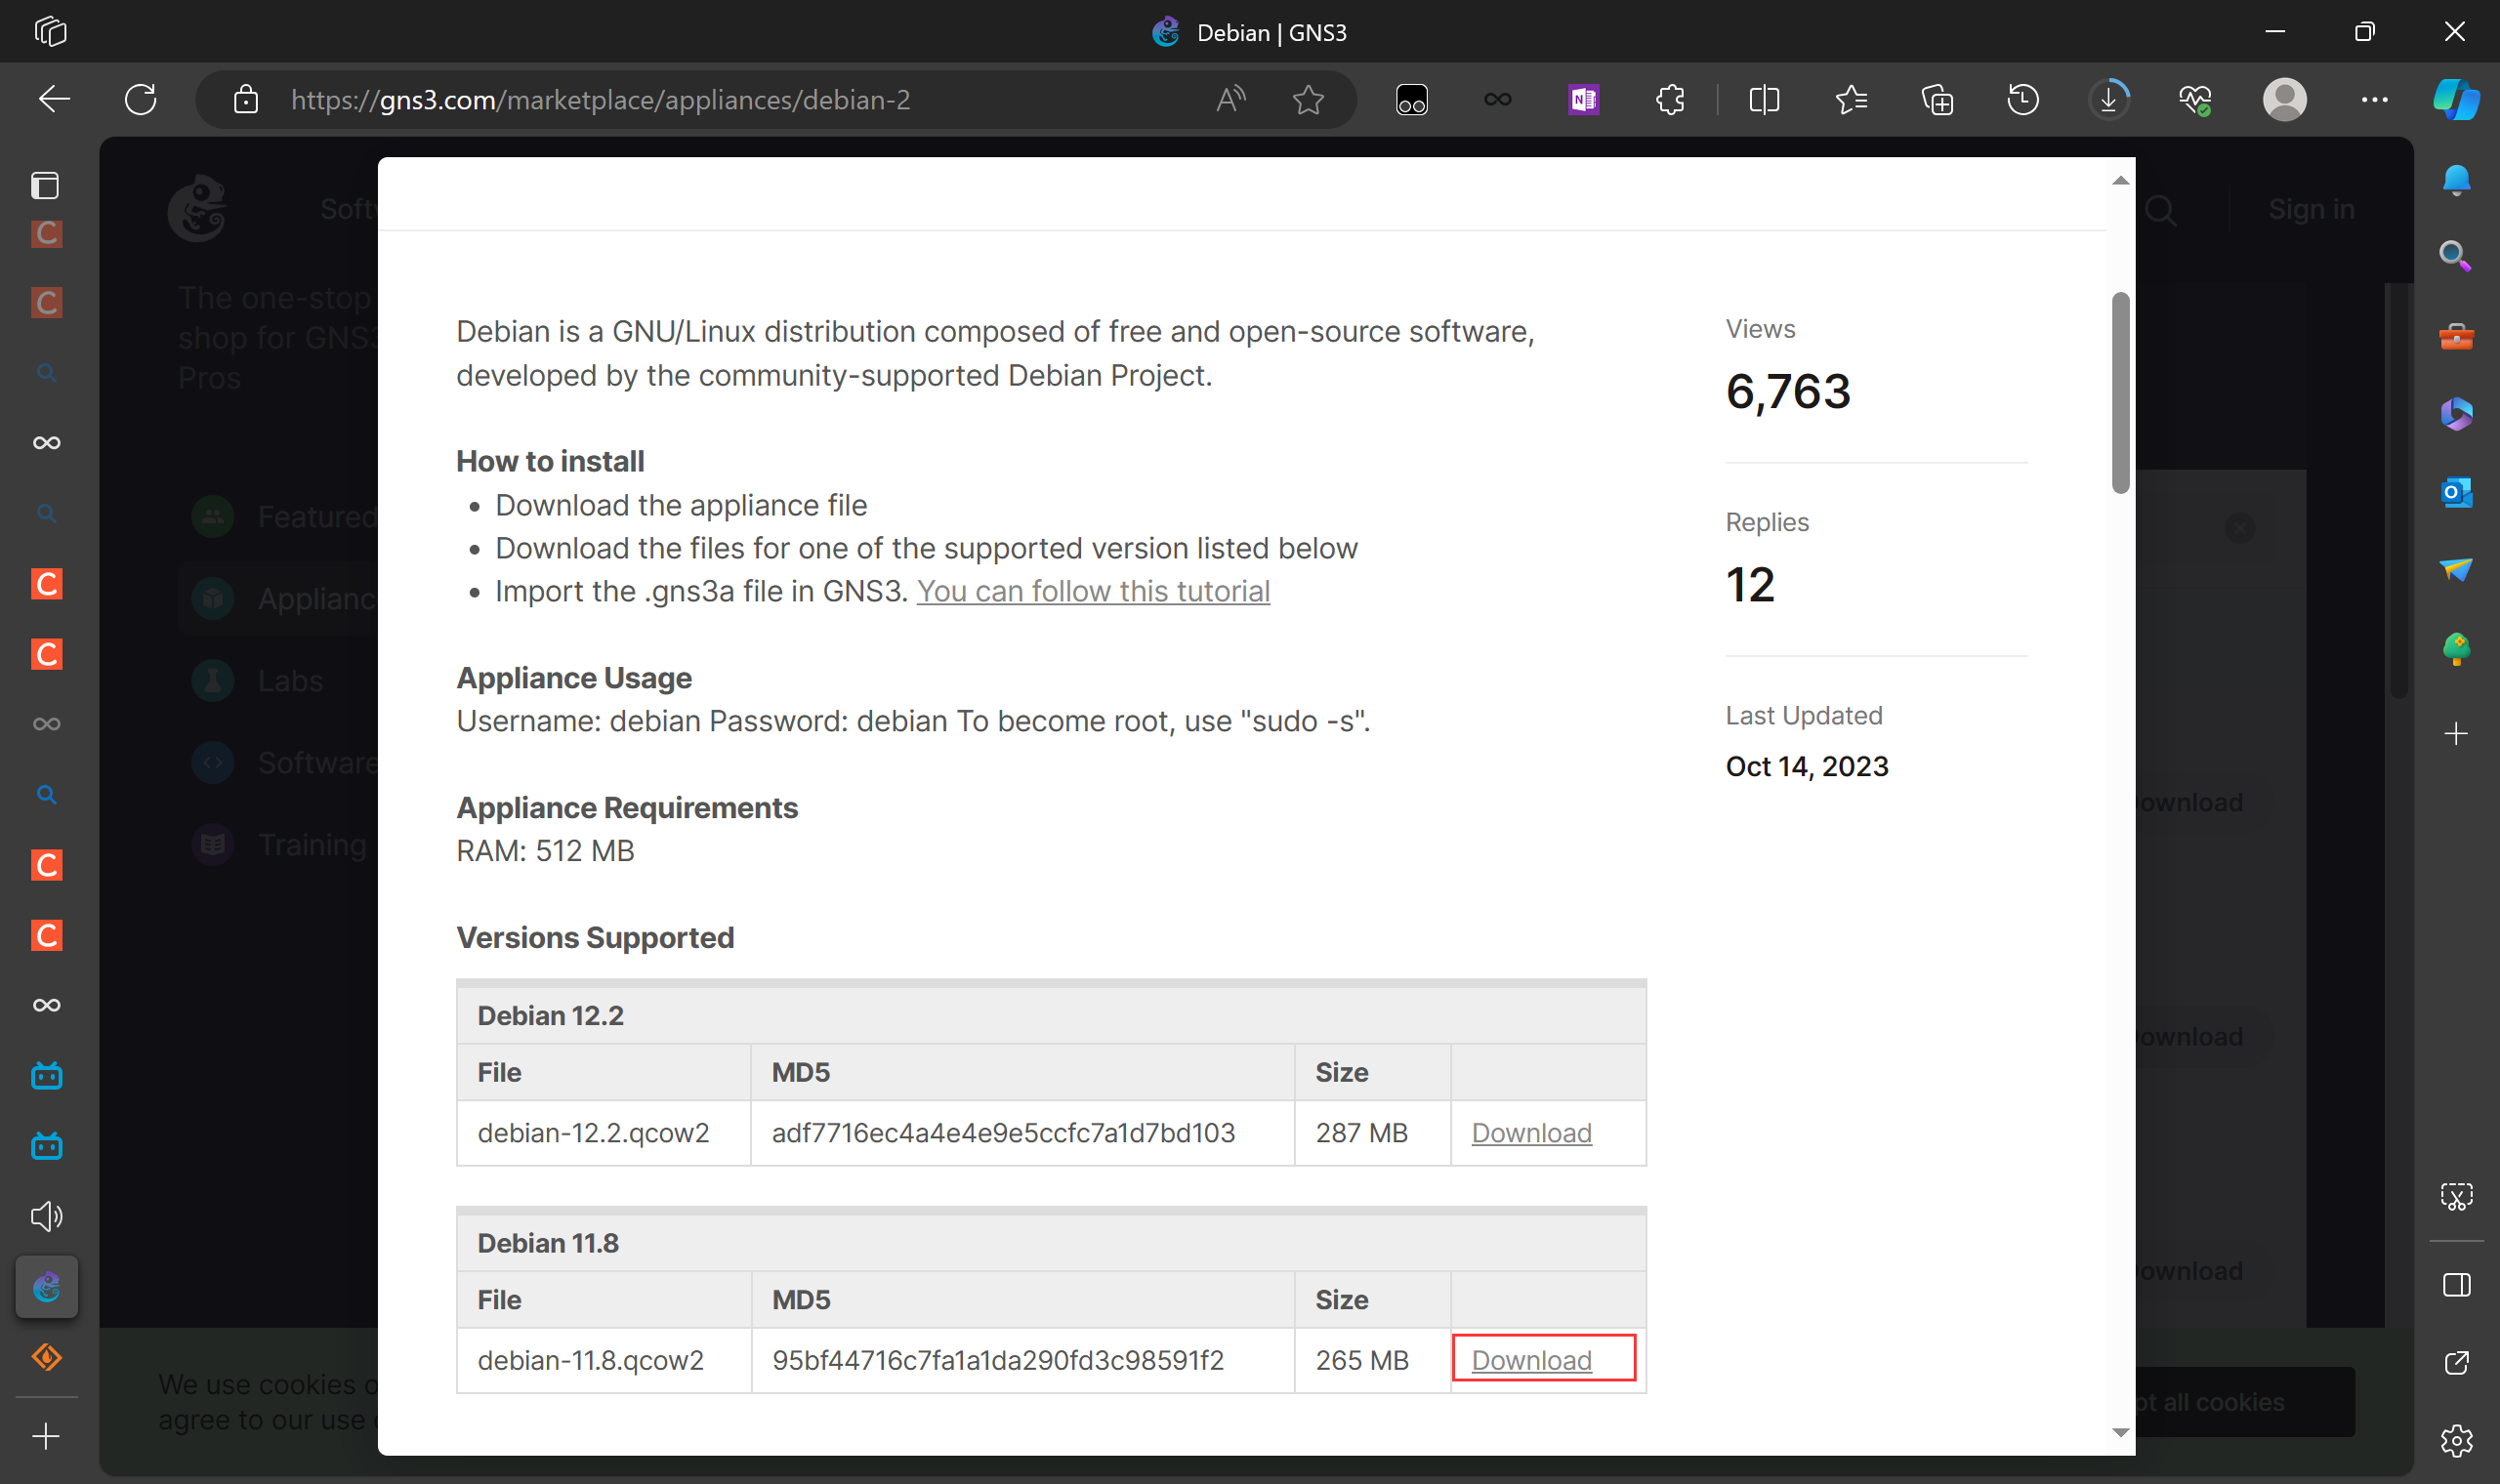 Debian | GNS3
https://gns3.com/marketplace/appliances/debian-2
Sign in
The one-stop
shop for GNS3
Pros
Featured
Labs
Software
Training
Debian is a GNU/Linux distribution composed of free and open-source software,
developed by the community-supported Debian Project.
How to install
• Download the appliance file
• Download the files for one of the supported version listed below
• Import the .gns3a file in GNS3. You can follow this tutorial
Appliance Usage
Username: debian Password: debian To become root, use "sudo -s".
Appliance Requirements
RAM: 512 MB
Versions Supported
Debian 12.2
File MD5 Size
debian-12.2.qcow2 adf7716ec4a4e4e9e5ccfc7a1d7bd103 287 MB Download
Debian 11.8
File MD5 Size
debian-11.8.qcow2 95bf44716c7fa1a1da290fd3c98591f2 265 MB Download
Views
6,763
Replies
12
Last Updated
Oct 14, 2023
We use cookies
agree to our use
all cookies